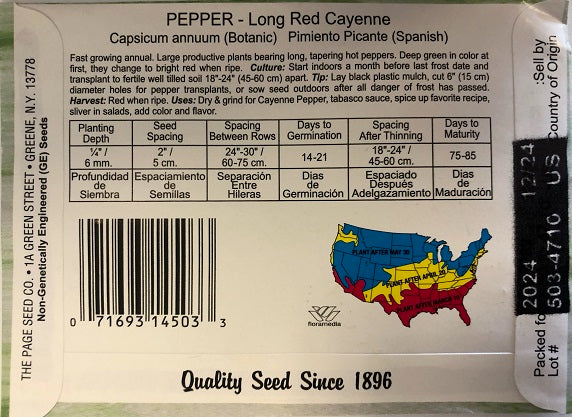 PEPPER - Long Red Cayenne
Capsicum annuum (Botanic) Pimiento Picante (Spanish)
Fast growing annual. Large productive plants bearing long, tapering hot peppers. Deep green in color at
first, they change to bright red when ripe. Culture: Start indoors a month before last frost date and
transplant to fertile well tilled soil 18"-24" (45-60 cm) apart. Tip: Lay black plastic mulch, cut 6" (15 cm)
diameter holes for pepper transplants, or sow seed outdoors after all danger of frost has passed.
Harvest: Red when ripe. Uses: Dry & grind for Cayenne Pepper, tabasco sauce, spice up favorite recipe,
sliver in salads, add color and flavor.
Planting Depth Seed Spacing Spacing Between Rows Days to Germination Spacing After Thinning Days to Maturity
¼" / 6 mm. 2" / 5 cm. 24"-30" / 60-75 cm. 14-21 18"-24" / 45-60 cm. 75-85
Profundidad de Siembra Espaciamiento de Semillas Separación Entre Hileras Dias de Germinación Espaciado Después Adelgazamiento Dias de Maduración
0 71693 14503 3
floramedia
PLANT AFTER MAY 30
PLANT AFTER APRIL 20
PLANT AFTER MARCH 10
Quality Seed Since 1896
THE PAGE SEED CO. • 1A GREEN STREET • GREENE, N.Y. 13778
Non-Genetically Engineered (GE) Seeds
Packed fo 2024 12/24 :Sell by
Lot # 503-4710 US Country of Origin